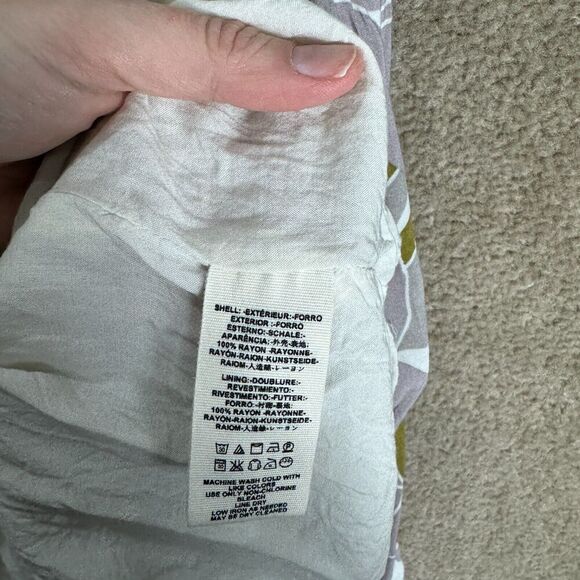 SHELL:-EXTÉRIEUR:-FORRO
EXTERIOR :-FORRO
ESTERNO:-SCHALE:-
APARÊNCIA:-外壳-表地:
100% RAYON -RAYONNE-
RAYÓN-RAION-KUNSTSEIDE-
RAIOM-人造絲-レーヨン
LINING:-DOUBLURE:-
REVESTIMIENTO:-
RIVESTIMENTO:-FUTTER:-
FORRO:-衬裡-裏地:
100% RAYON -RAYONNE-
RAYÓN-RAION-KUNSTSEIDE-
RAIOM-人造絲-レーヨン
MACHINE WASH COLD WITH
LIKE COLORS
USE ONLY NON-CHLORINE
BLEACH
LINE DRY
LOW IRON AS NEEDED
MAY BE DRY CLEANED